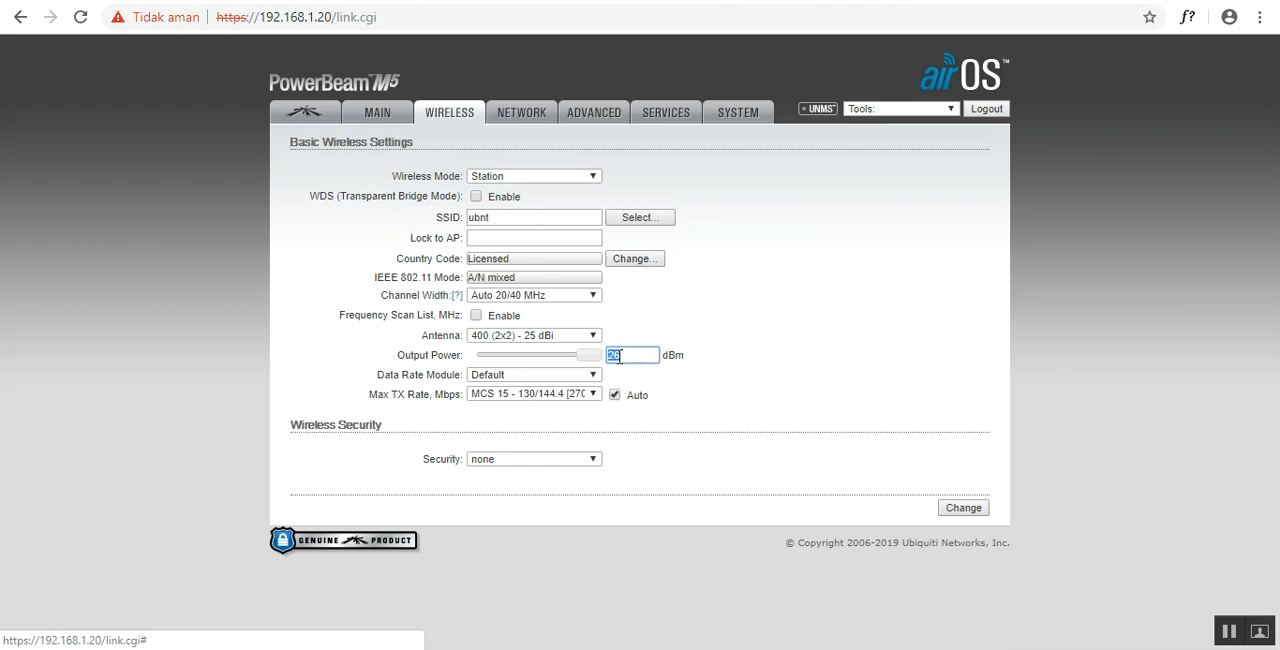 Tidak aman https://192.168.1.20/link.cgi f?
PowerBeam™M5 airOS™
MAIN WIRELESS NETWORK ADVANCED SERVICES SYSTEM UNMS™ Tools: Logout
Basic Wireless Settings
Wireless Mode: Station
WDS (Transparent Bridge Mode): Enable
SSID: ubnt Select...
Lock to AP:
Country Code: Licensed Change...
IEEE 802.11 Mode: A/N mixed
Channel Width:[?] Auto 20/40 MHz
Frequency Scan List, MHz: Enable
Antenna: 400 (2x2) - 25 dBi
Output Power: 26 dBm
Data Rate Module: Default
Max TX Rate, Mbps: MCS 15 - 130/144.4 [270 Auto
Wireless Security
Security: none
Change
GENUINE PRODUCT © Copyright 2006-2019 Ubiquiti Networks, Inc.
https://192.168.1.20/link.cgi#